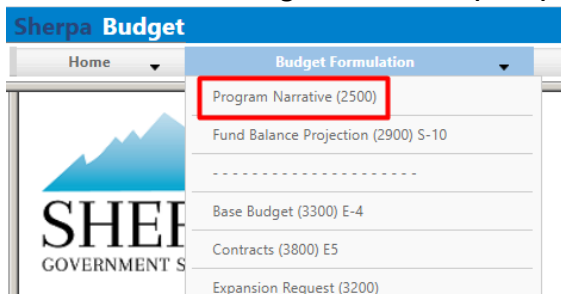 Sherpa Budget
Home
Budget Formulation
Program Narrative (2500)
Fund Balance Projection (2900) S-10
- - - - - - - - - - - - - - - - - - - - -
Base Budget (3300) E-4
SHER
Contracts (3800) E5
GOVERNMENT S
Expansion Request (3200)